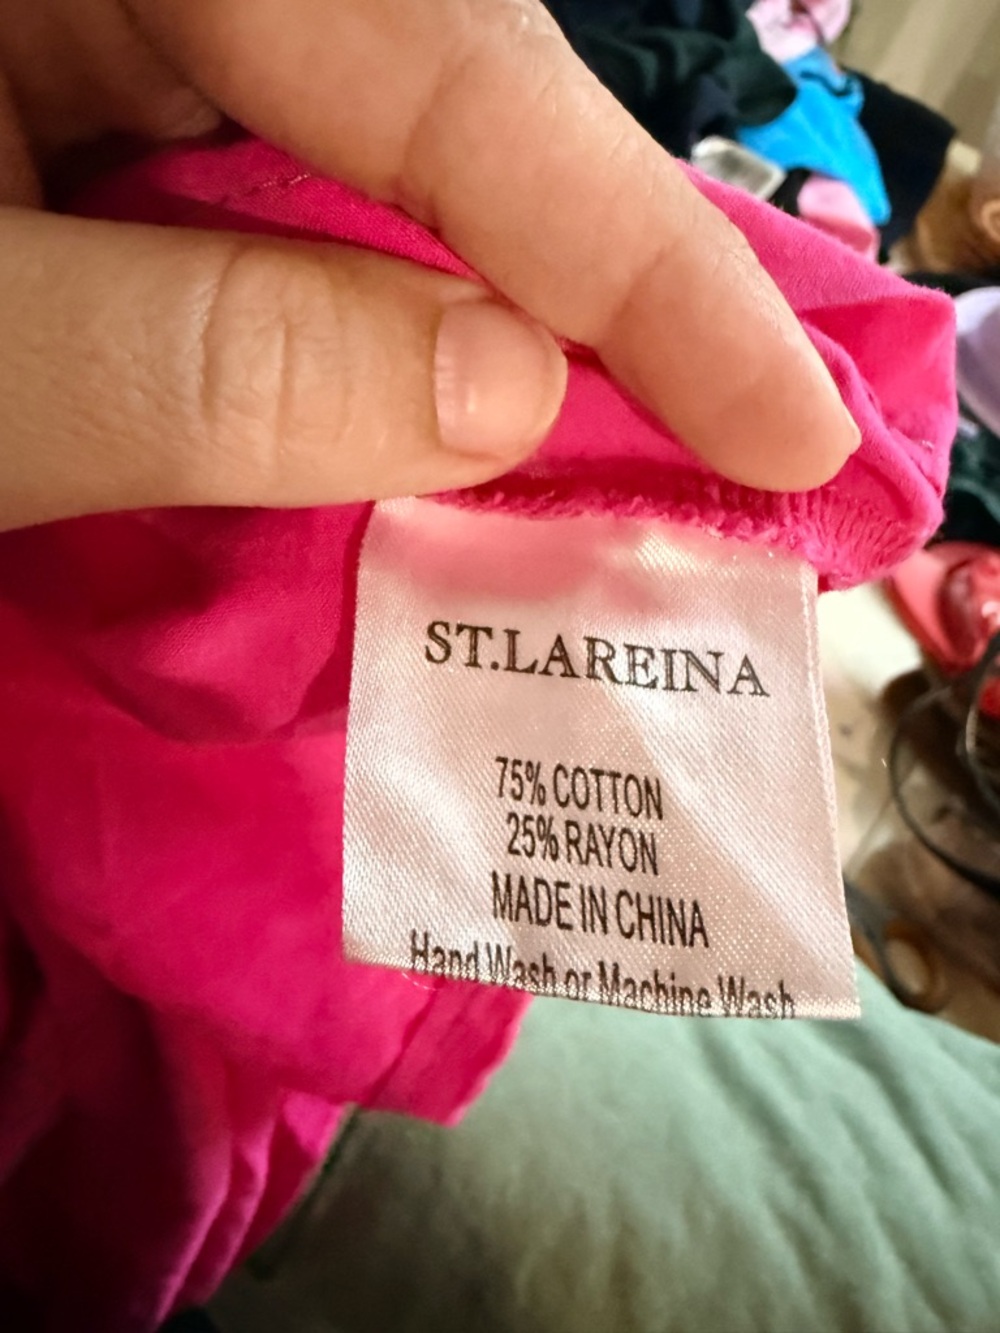 ST.LAREINA
75% COTTON
25% RAYON
MADE IN CHINA
Hand Wash or Machine Wash